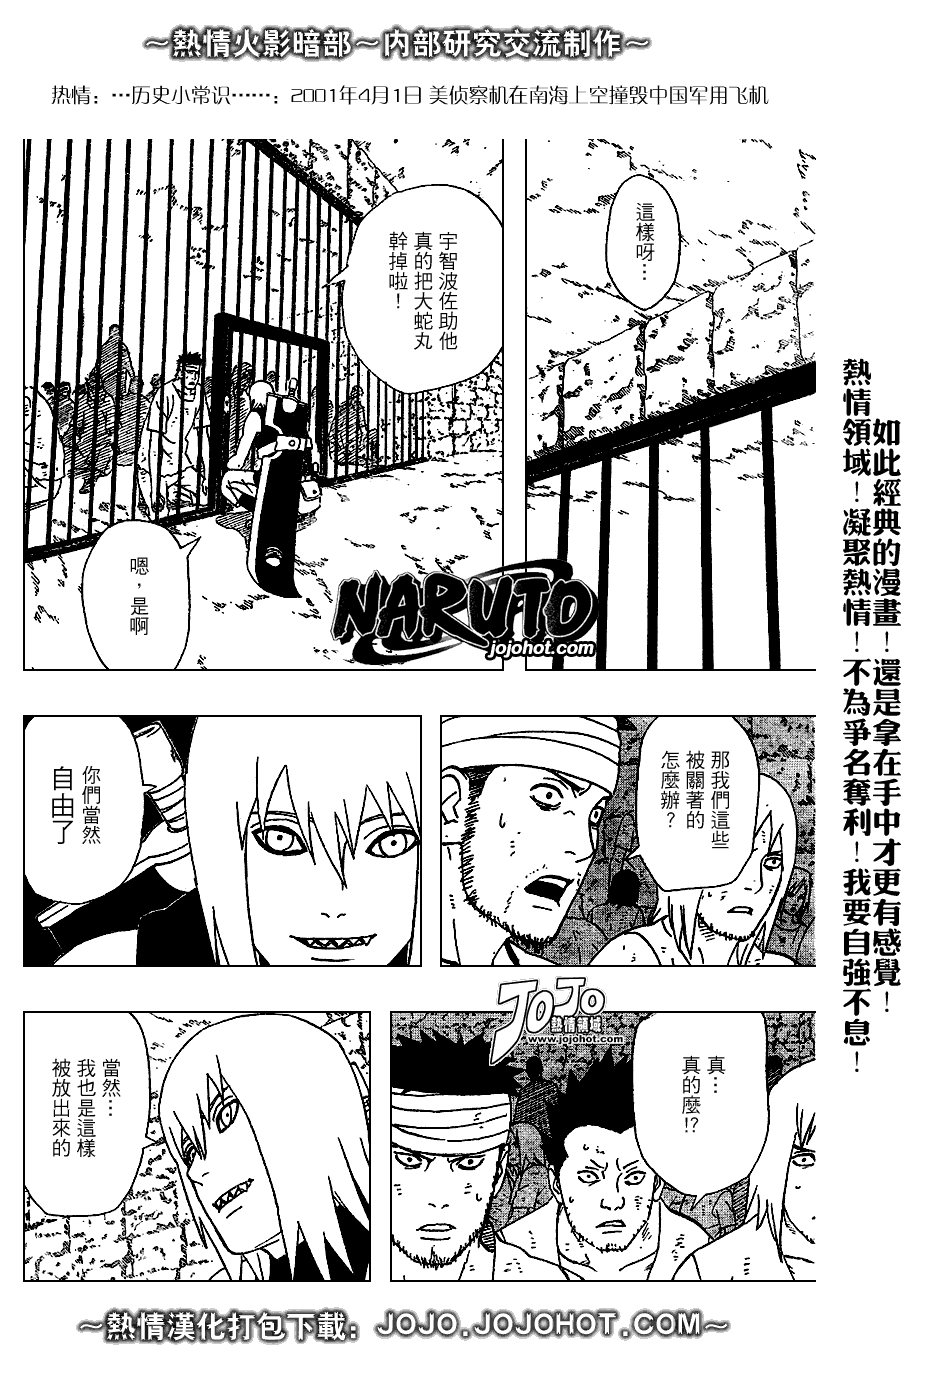 ～熱情火影暗部～内部研究交流制作～
热情：…历史小常识……：2001年4月1日 美侦察机在南海上空撞毁中国军用飞机
這樣呀…
宇智波佐助他
真的把大蛇丸
幹掉啦！
嗯，是啊
NARUTO
jojohot.com
那我們這些
被關著的
怎麼辦？
你們當然
自由了
真…
真的麼!?
JOJO
熱情領域
www.jojohot.com
當然…
我也是這樣
被放出來的
如此經典的漫畫！還是拿在手中才更有感覺！
熱情領域！凝聚熱情！不為爭名奪利！我要自強不息！
～熱情漢化打包下載：JOJO.JOJOHOT.COM～